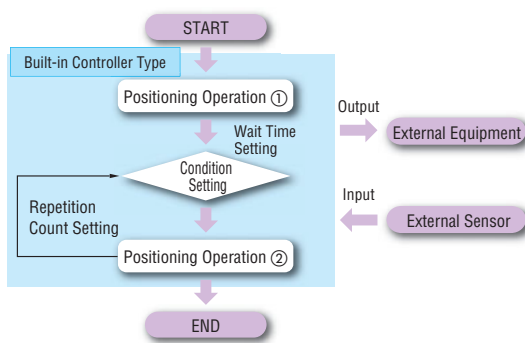 START
Built-in Controller Type
Positioning Operation ①
Wait Time
Setting
Condition
Setting
Repetition
Count Setting
Positioning Operation ②
END
Output
External Equipment
Input
External Sensor